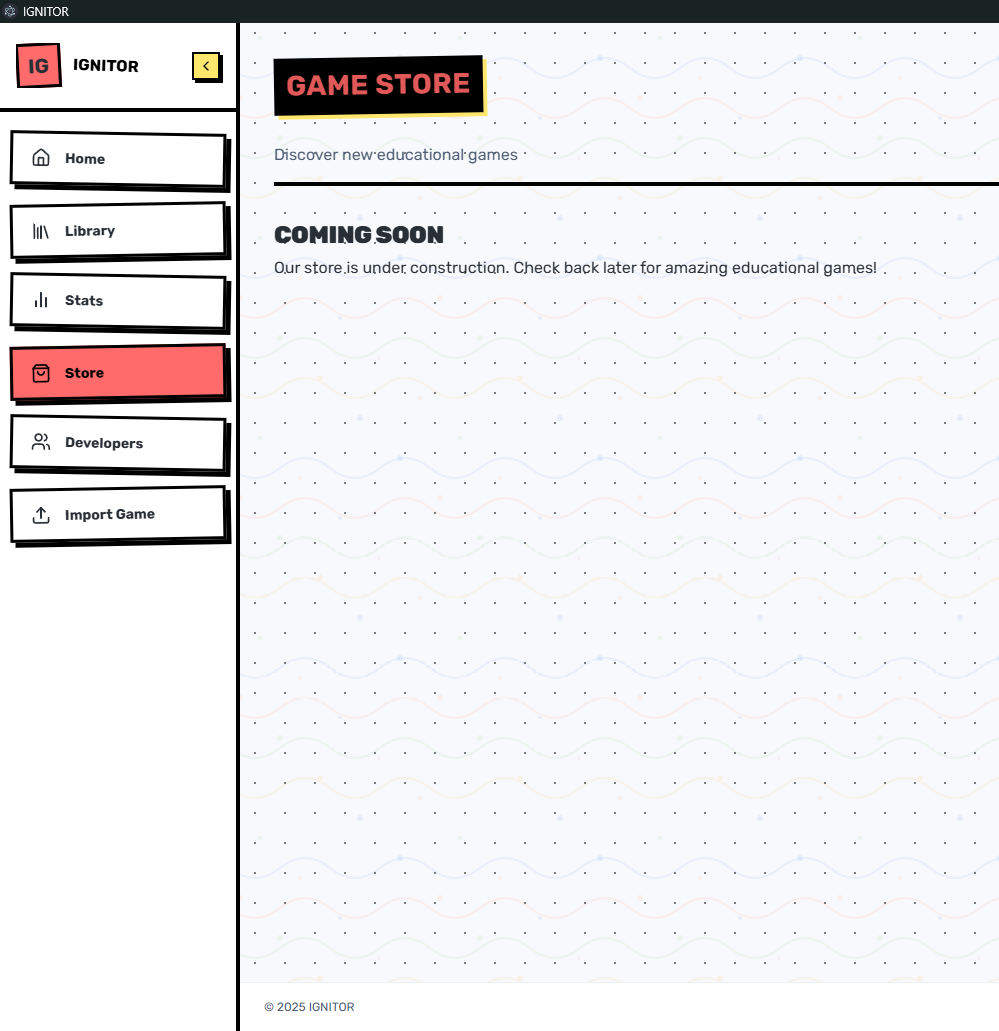 IGNITOR
IG
IGNITOR
Home
Library
Stats
Store
Developers
Import Game
GAME STORE
Discover new educational games
COMING SOON
Our store is under construction. Check back later for amazing educational games!
© 2025 IGNITOR